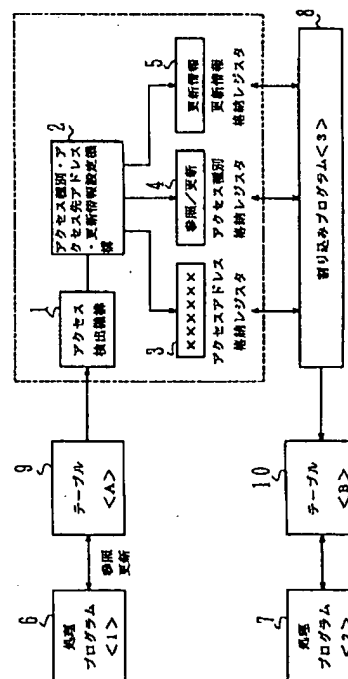 6
処理
プログラム
<1>
参照
更新
9
テーブル
<A>
1
アクセス
検出機構
2
アクセス種別・ア
クセス先アドレス
・更新情報設定機
構
3
××××××
アクセスアドレス
格納レジスタ
4
参照/更新
アクセス種別
格納レジスタ
5
更新情報
更新情報
格納レジスタ
7
処理
プログラム
<2>
10
テーブル
<B>
8
割り込みプログラム<3>